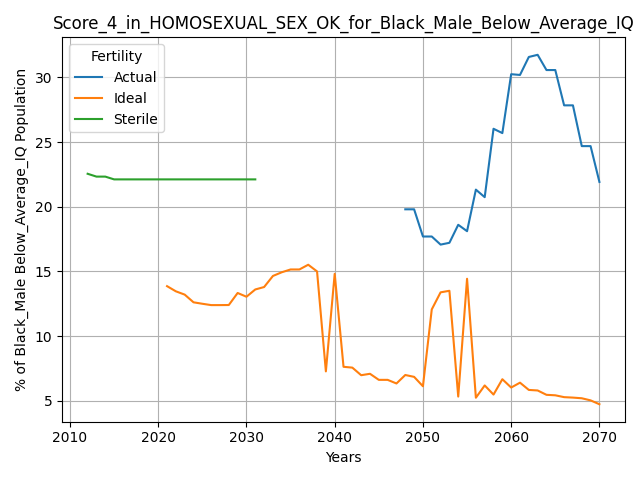 Score_4_in_HOMOSEXUAL_SEX_OK_for_Black_Male_Below_Average_IQ
Fertility
Actual
Ideal
Sterile
% of Black_Male Below_Average_IQ Population
30
25
20
15
10
5
2010 2020 2030 2040 2050 2060 2070
Years